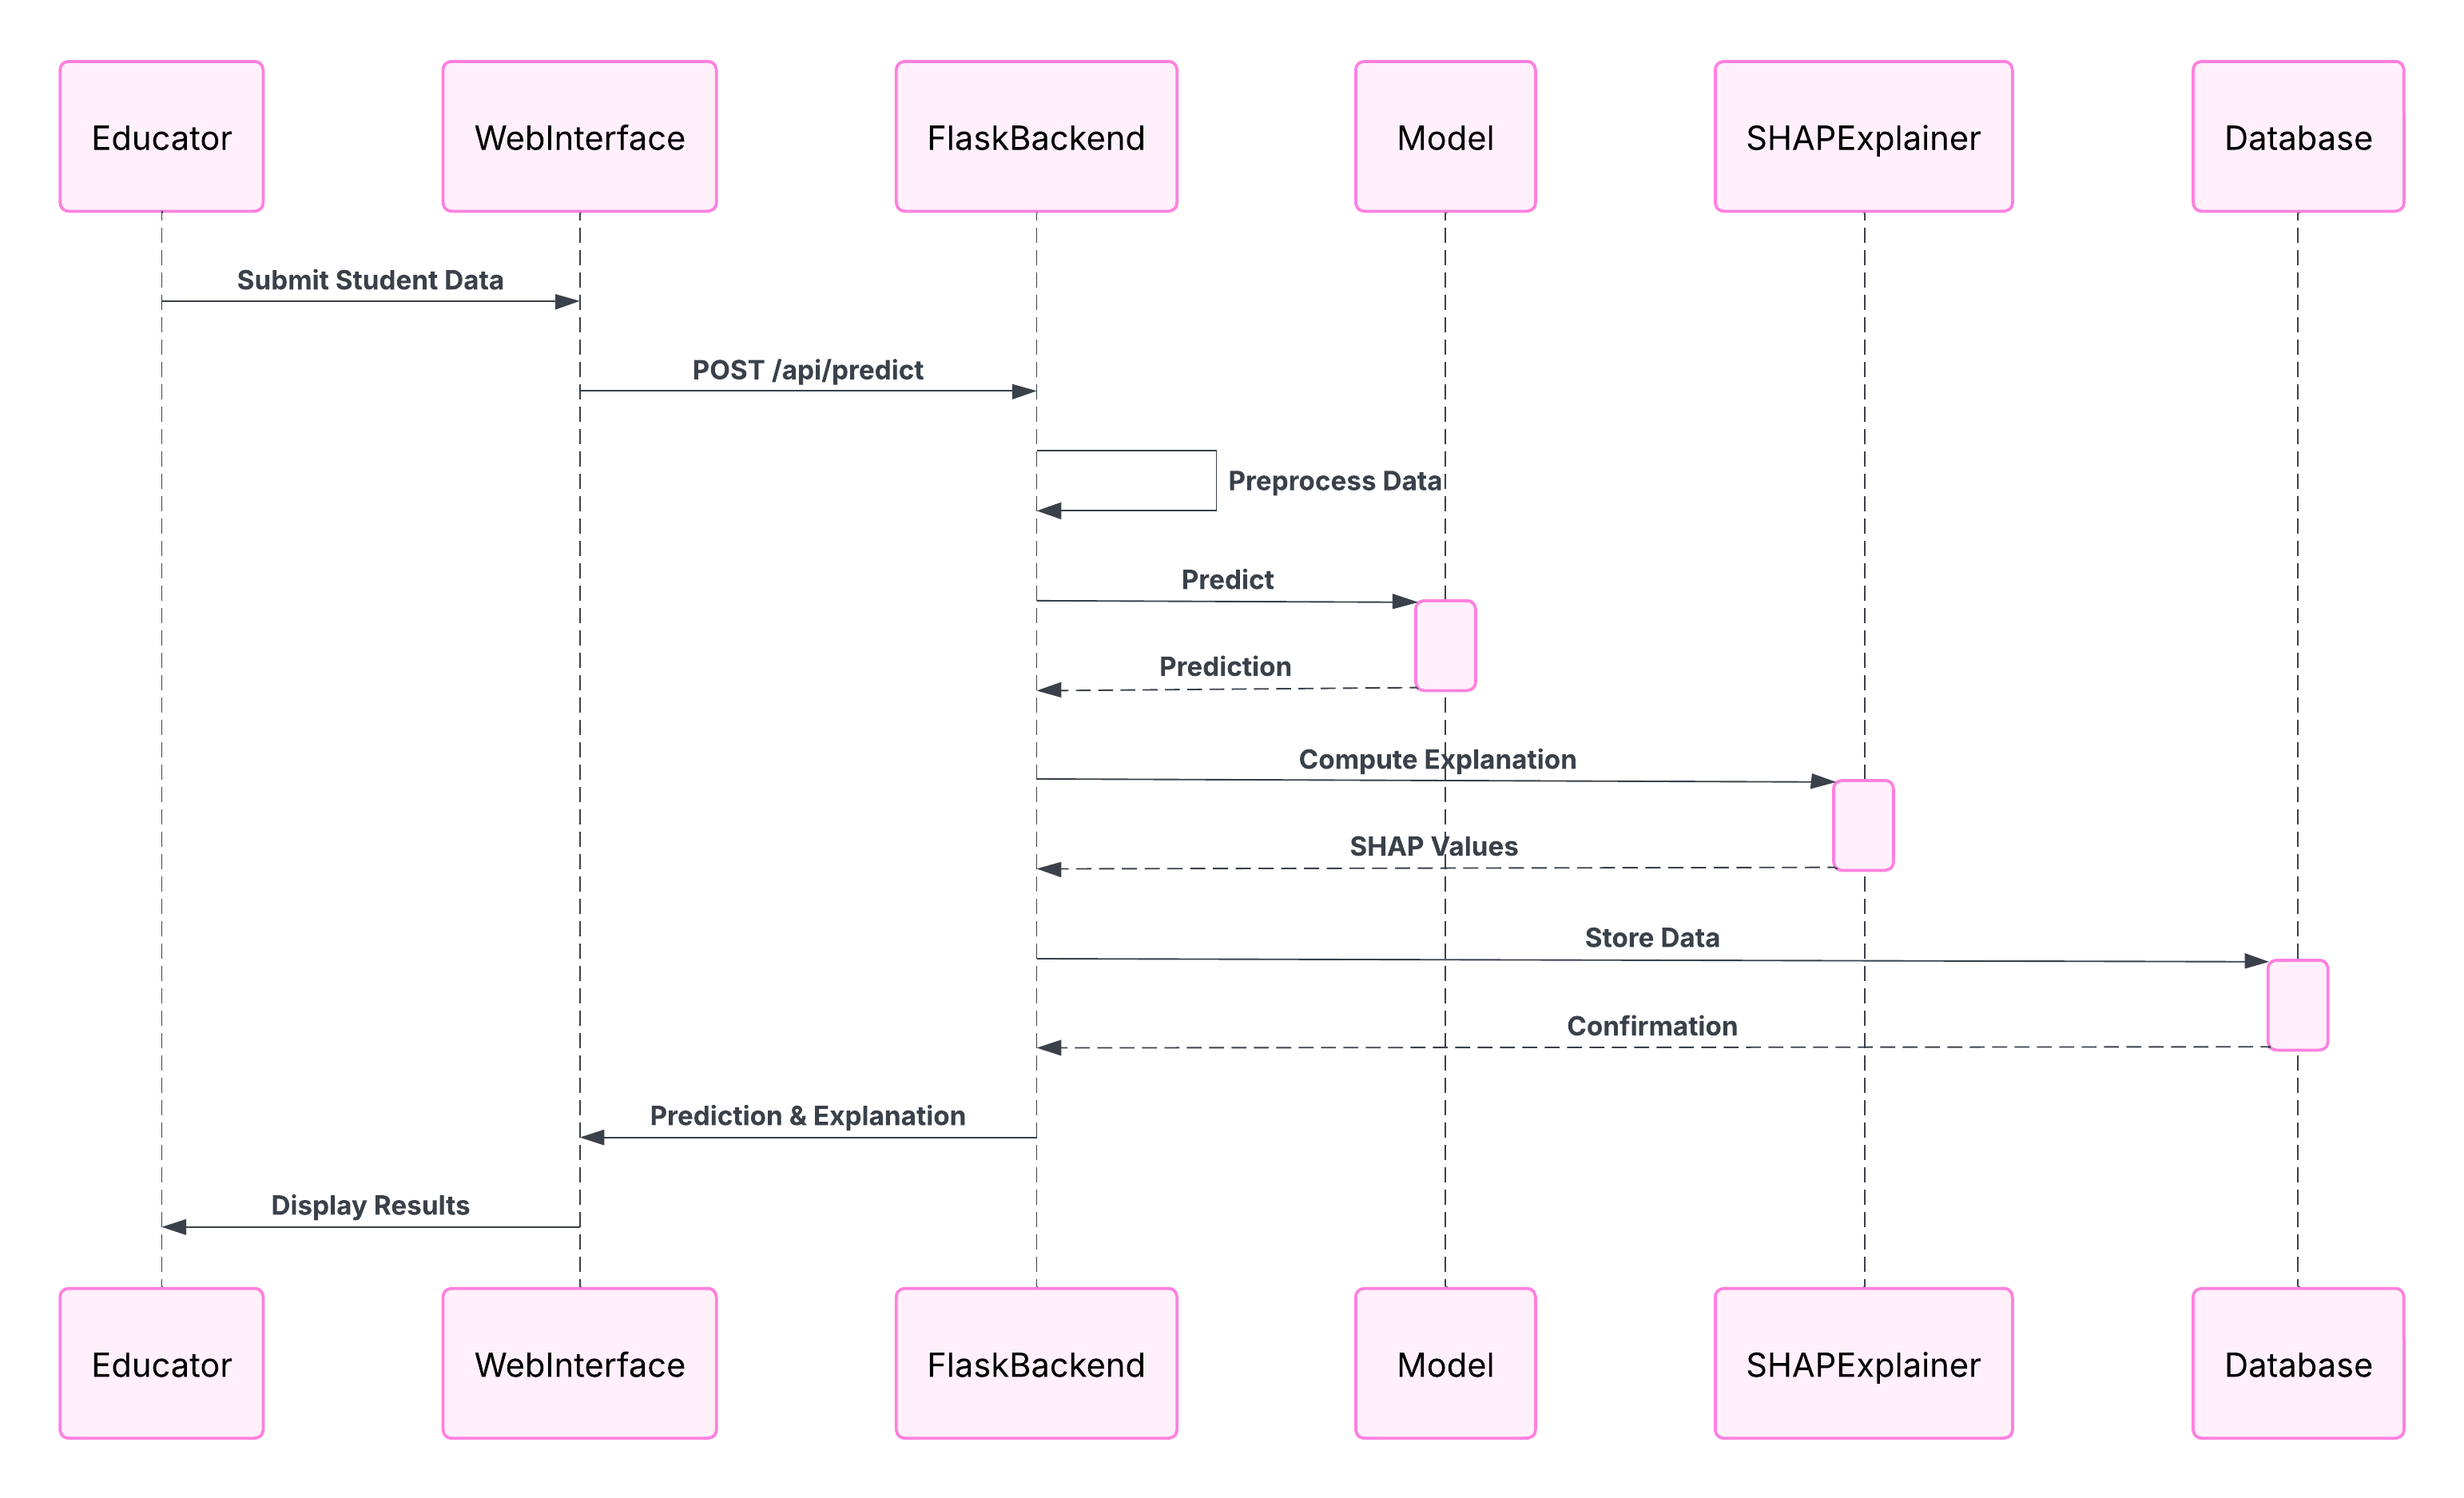 Educator
WebInterface
FlaskBackend
Model
SHAPExplainer
Database
Submit Student Data
POST /api/predict
Preprocess Data
Predict
Prediction
Compute Explanation
SHAP Values
Store Data
Confirmation
Prediction & Explanation
Display Results
Educator
WebInterface
FlaskBackend
Model
SHAPExplainer
Database